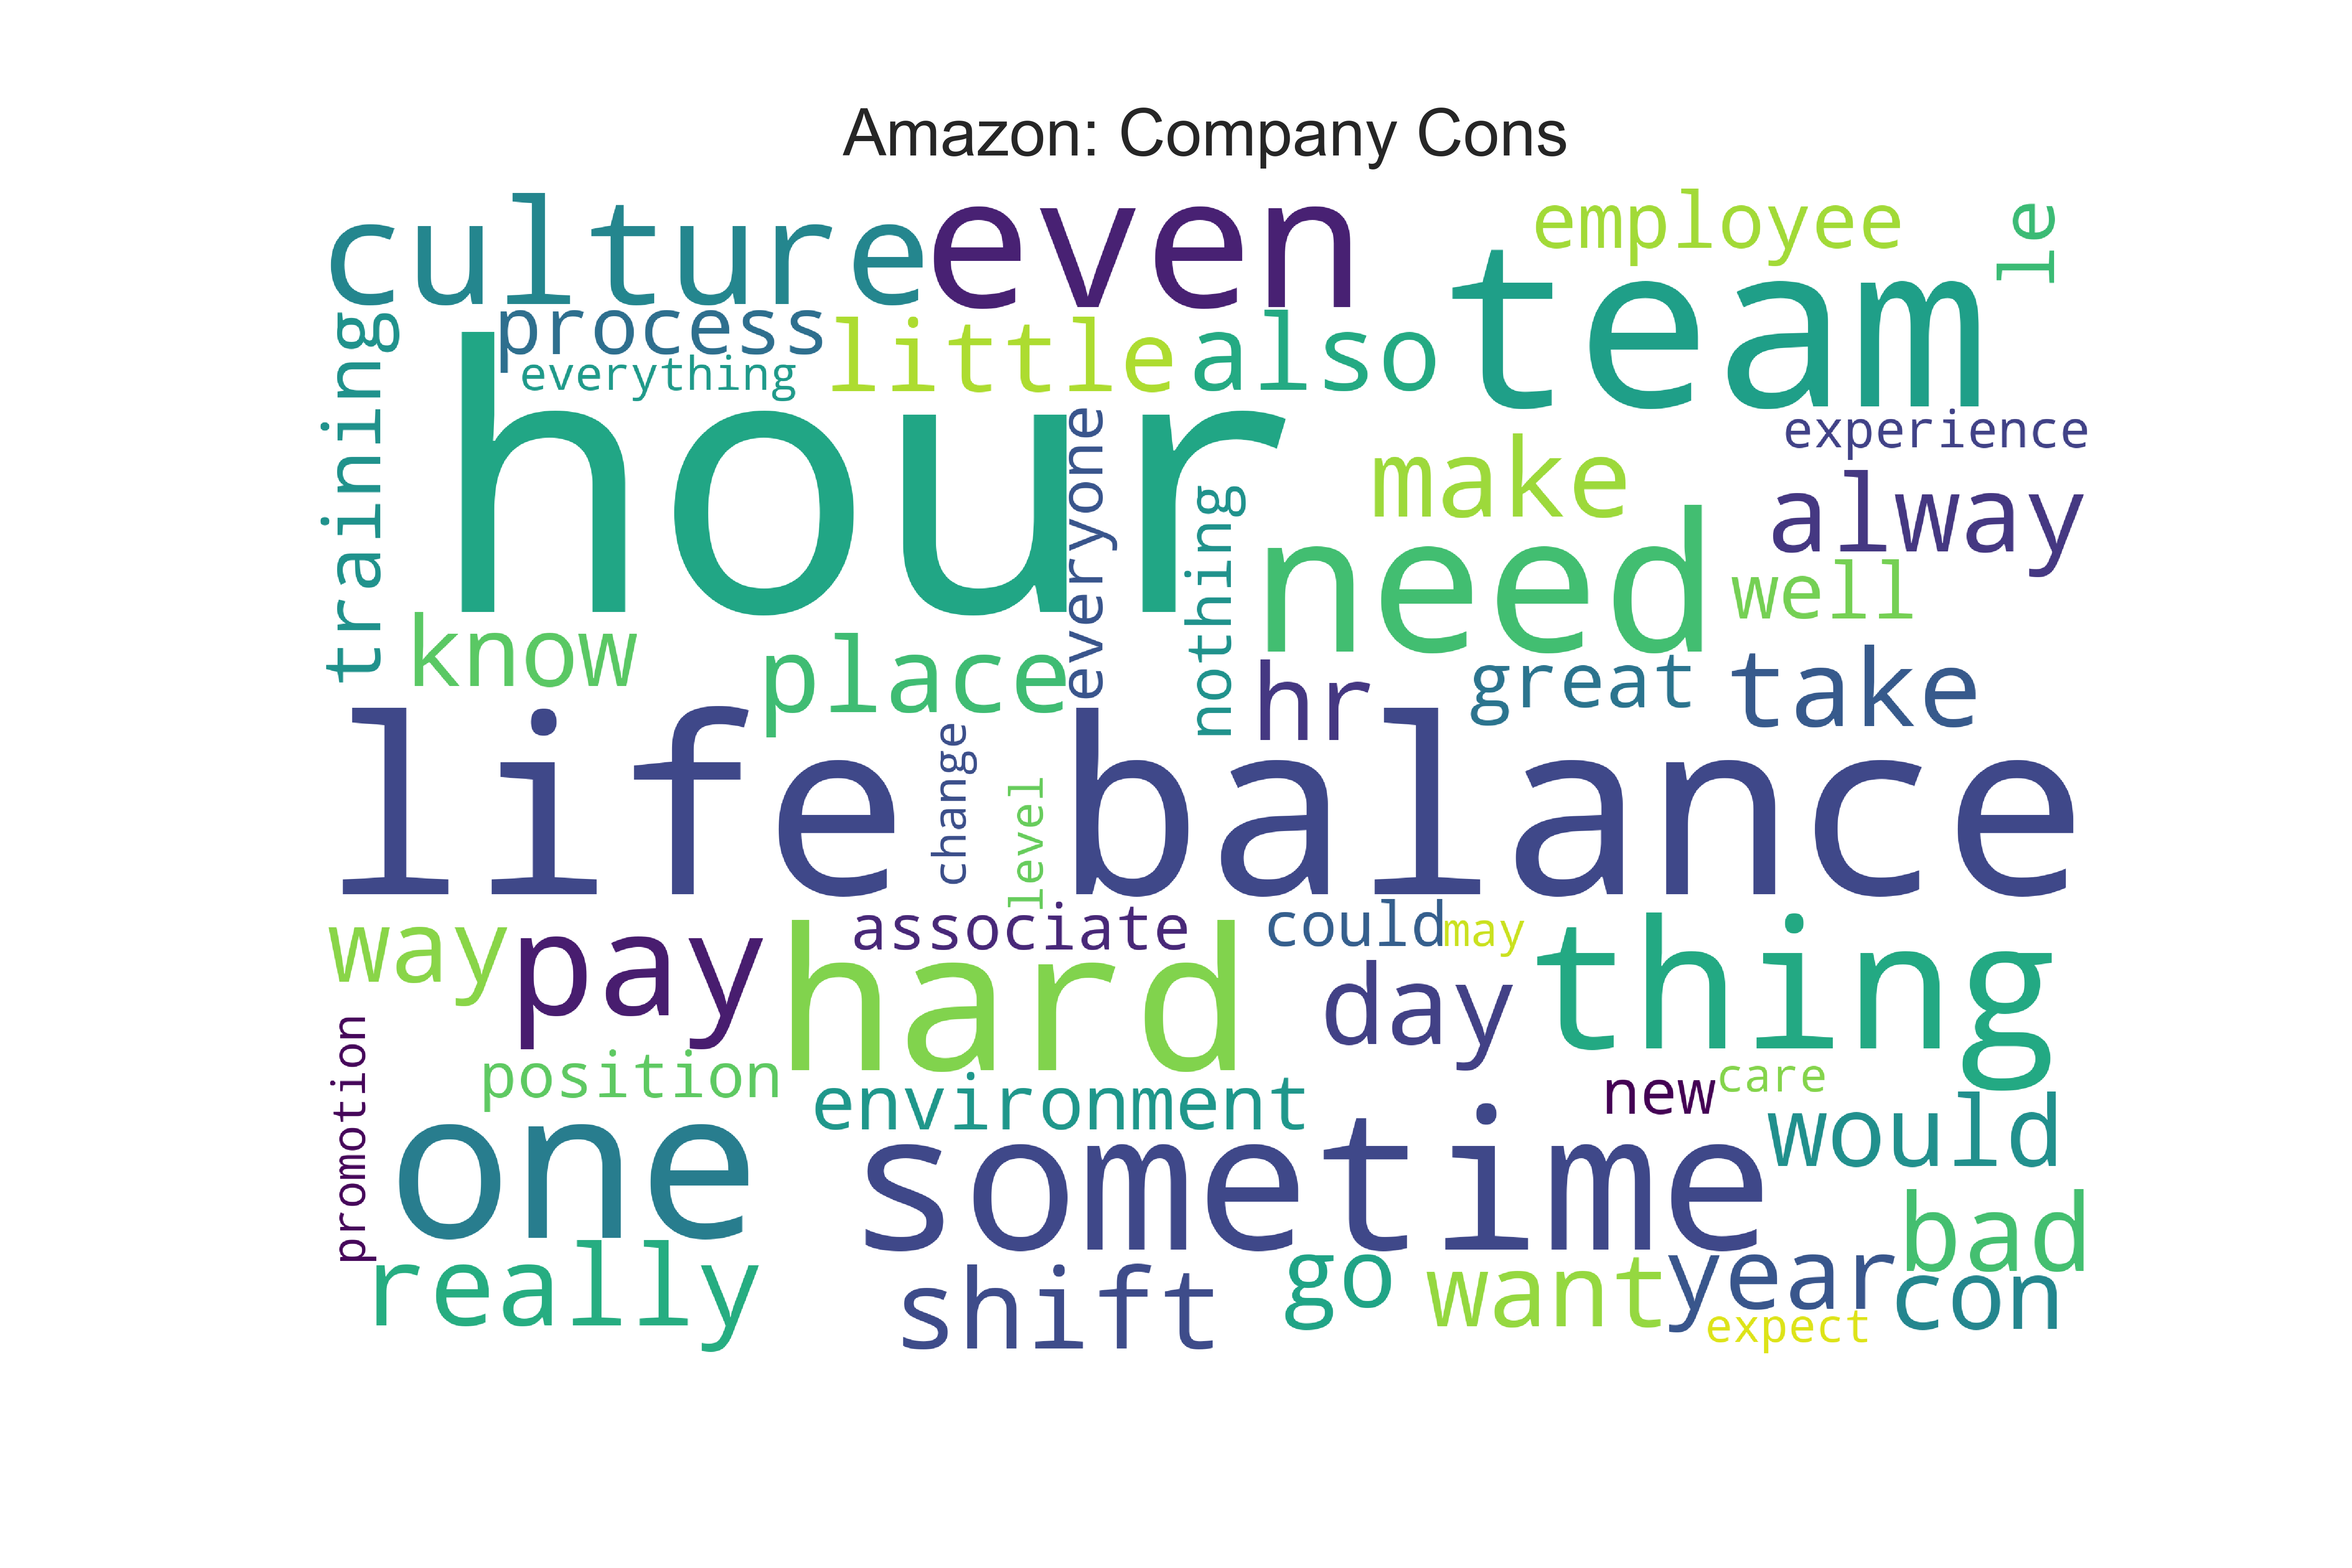 Amazon: Company Cons
culture even team employee le
process little also
everything
training hour everyone nothing make experience
need alway
well
know place hr great take
life balance
change level
way pay associate could may
hard day thing
promotion position environment new care
one sometime would
bad
really shift go want year con
expect